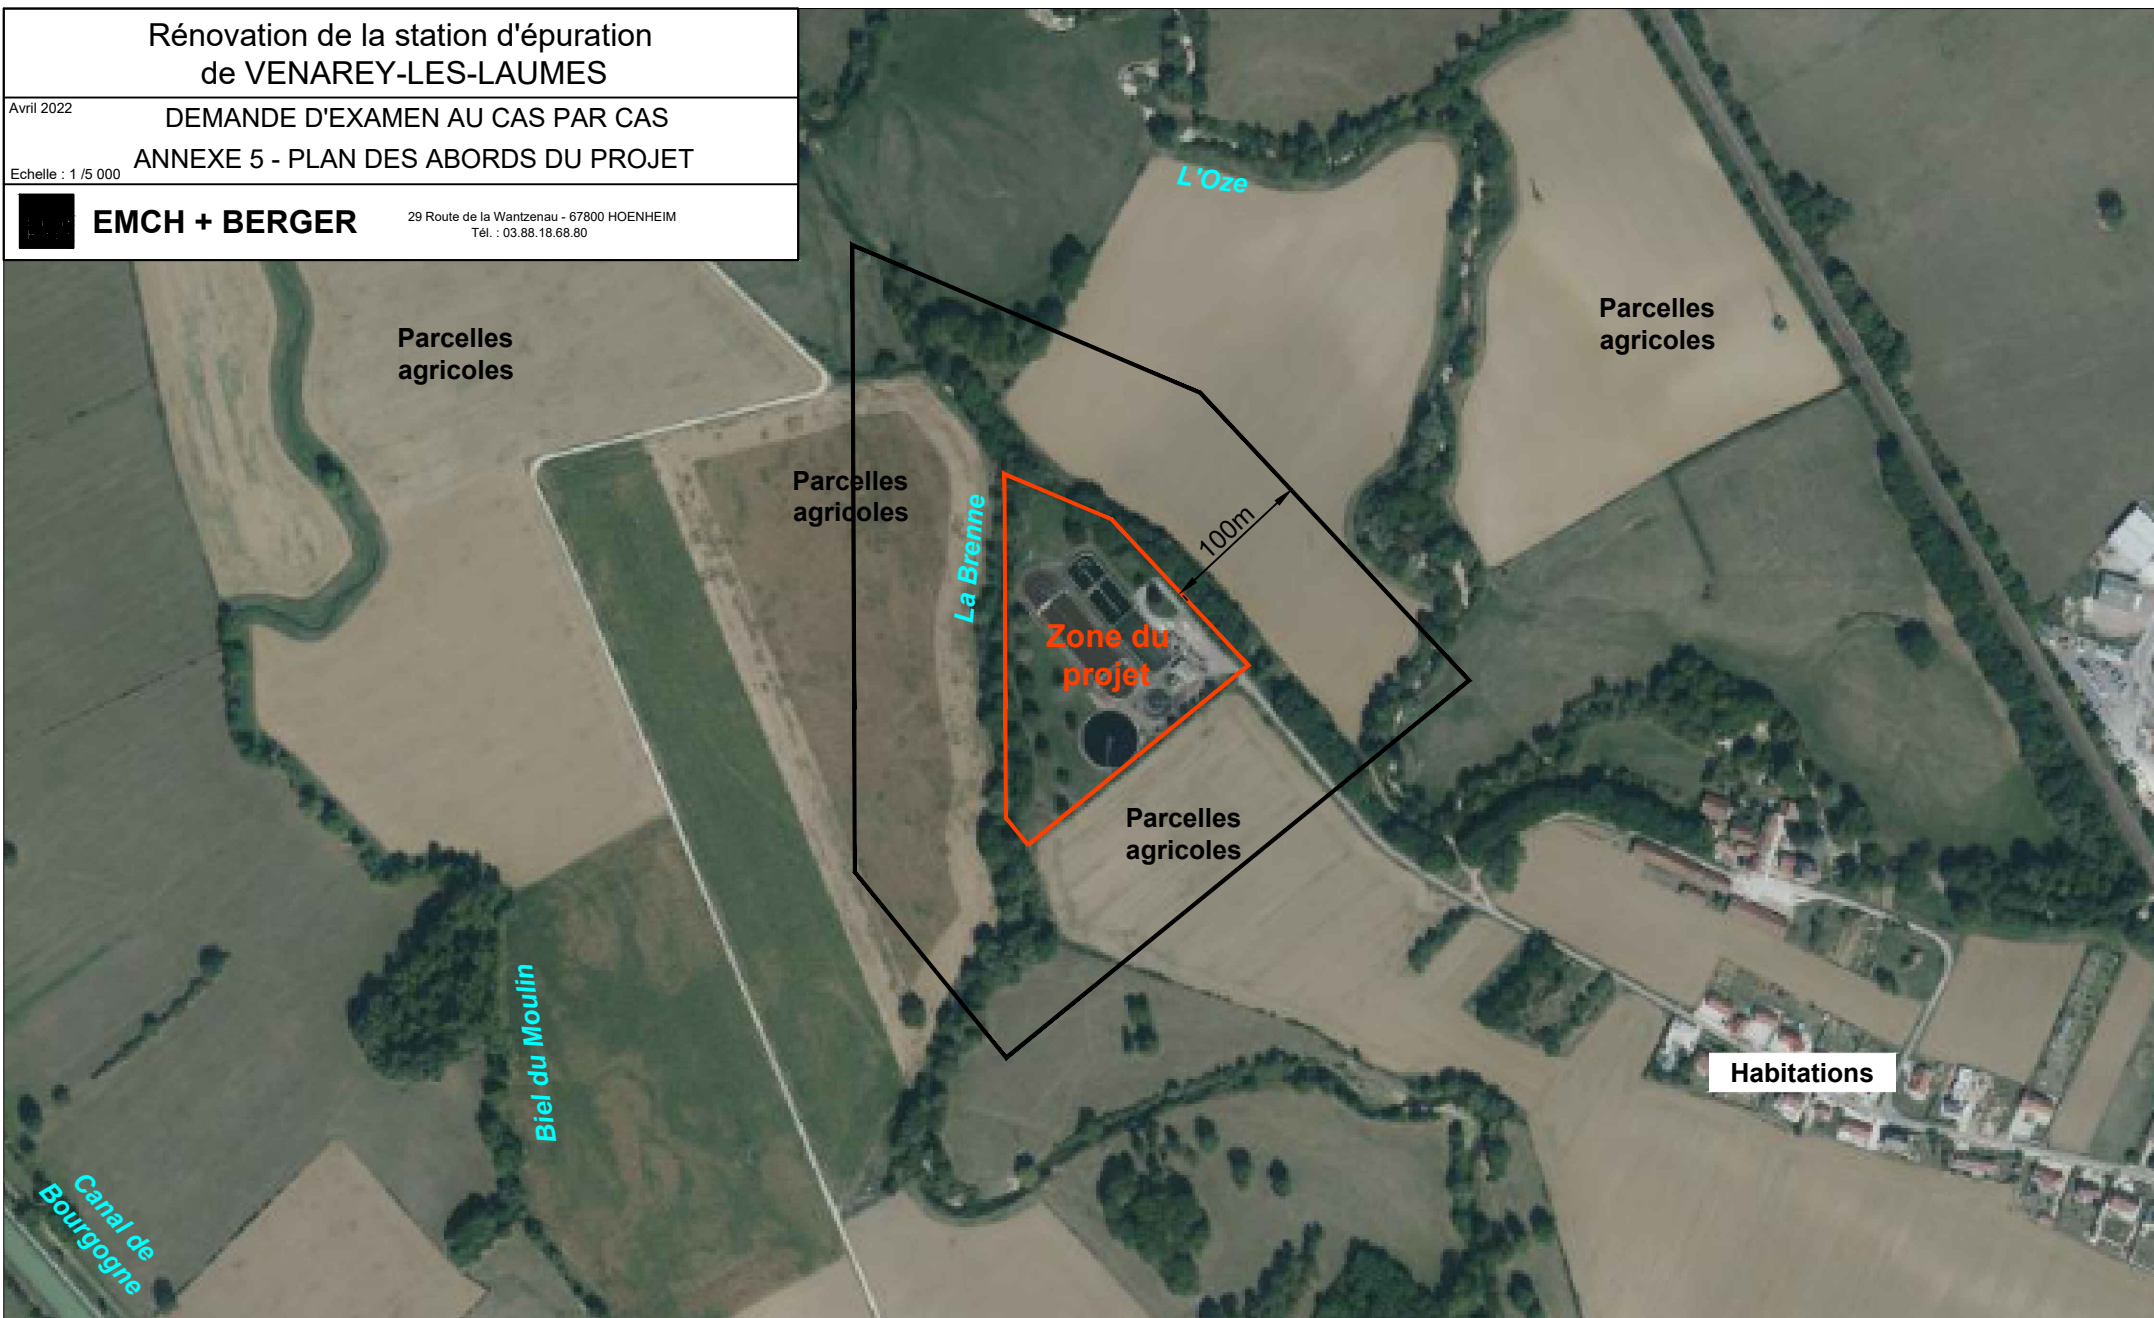 Rénovation de la station d'épuration
de VENAREY-LES-LAUMES
Avril 2022
DEMANDE D'EXAMEN AU CAS PAR CAS
ANNEXE 5 - PLAN DES ABORDS DU PROJET
Echelle : 1 /5 000
EMCH + BERGER
29 Route de la Wantzenau - 67800 HOENHEIM
Tél. : 03.88.18.68.80
L'Oze
Parcelles
agricoles
Parcelles
agricoles
Parcelles
agricoles
La Brenne
100m
Zone du
projet
Parcelles
agricoles
Biel du Moulin
Habitations
Canal de
Bourgogne